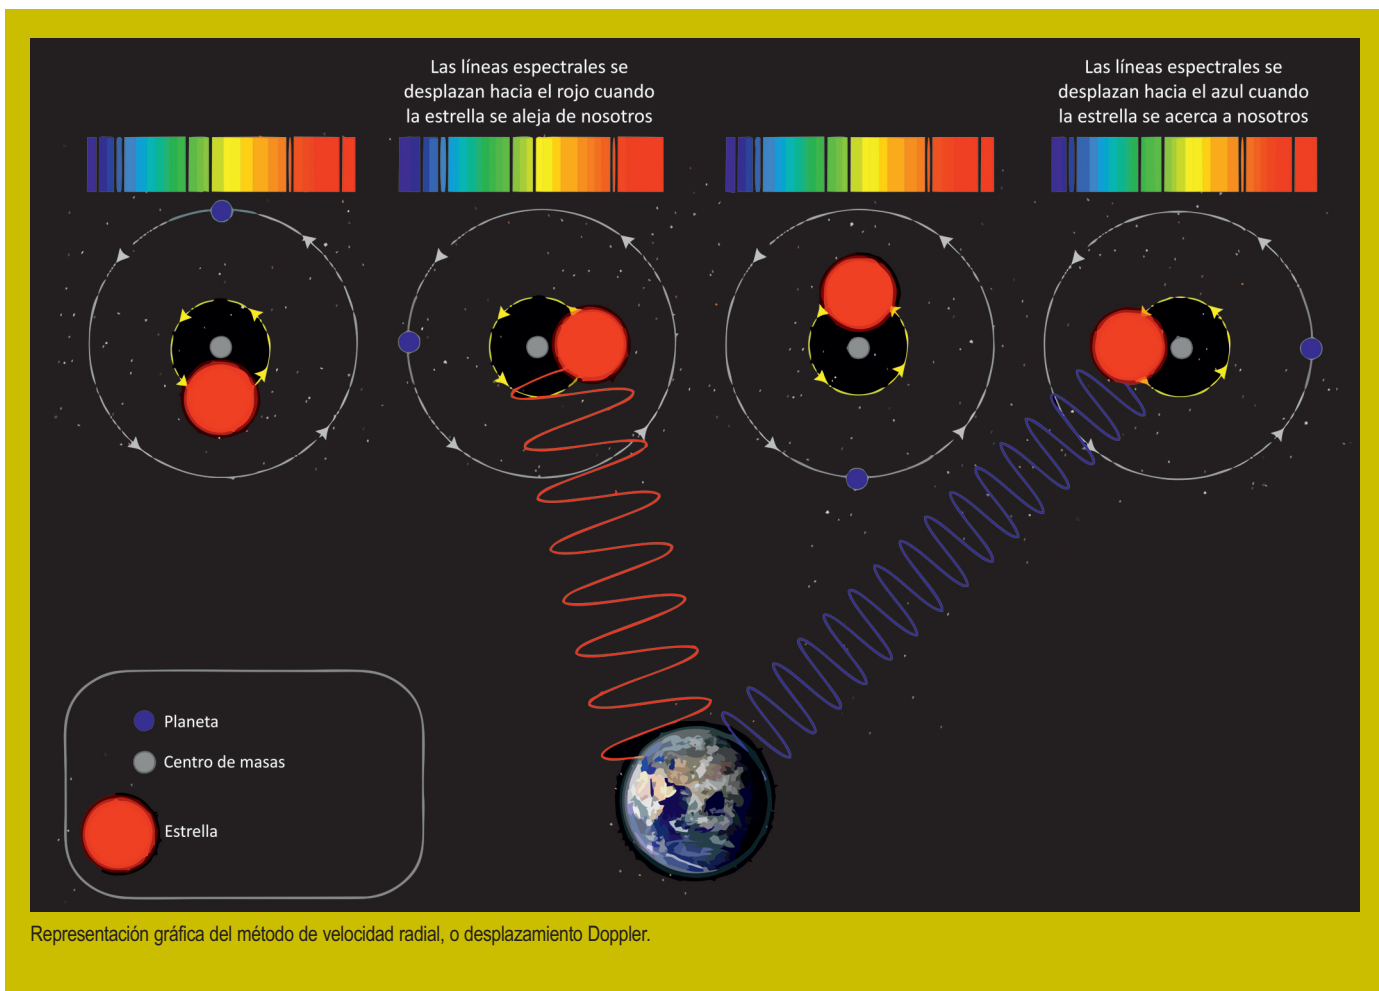 Las líneas espectrales se
desplazan hacia el rojo cuando
la estrella se aleja de nosotros
Las líneas espectrales se
desplazan hacia el azul cuando
la estrella se acerca a nosotros
Planeta
Centro de masas
Estrella
Representación gráfica del método de velocidad radial, o desplazamiento Doppler.